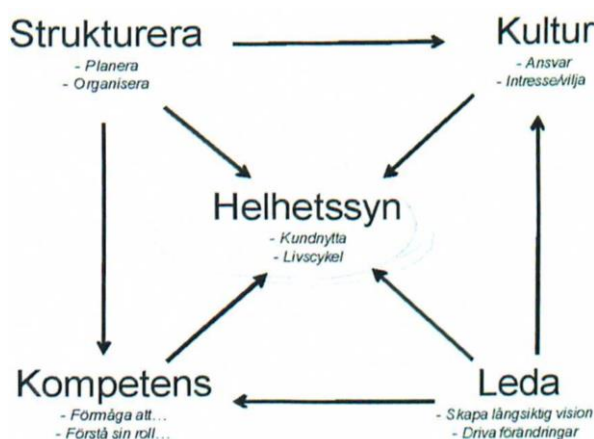 Strukturera
- Planera
- Organisera
Kultur
- Ansvar
- Intresse/vilja
Helhetssyn
- Kundnytta
- Livscykel
Kompetens
- Förmåga att…
- Förstå sin roll…
Leda
- Skapa långsiktig vision
- Driva förändringar